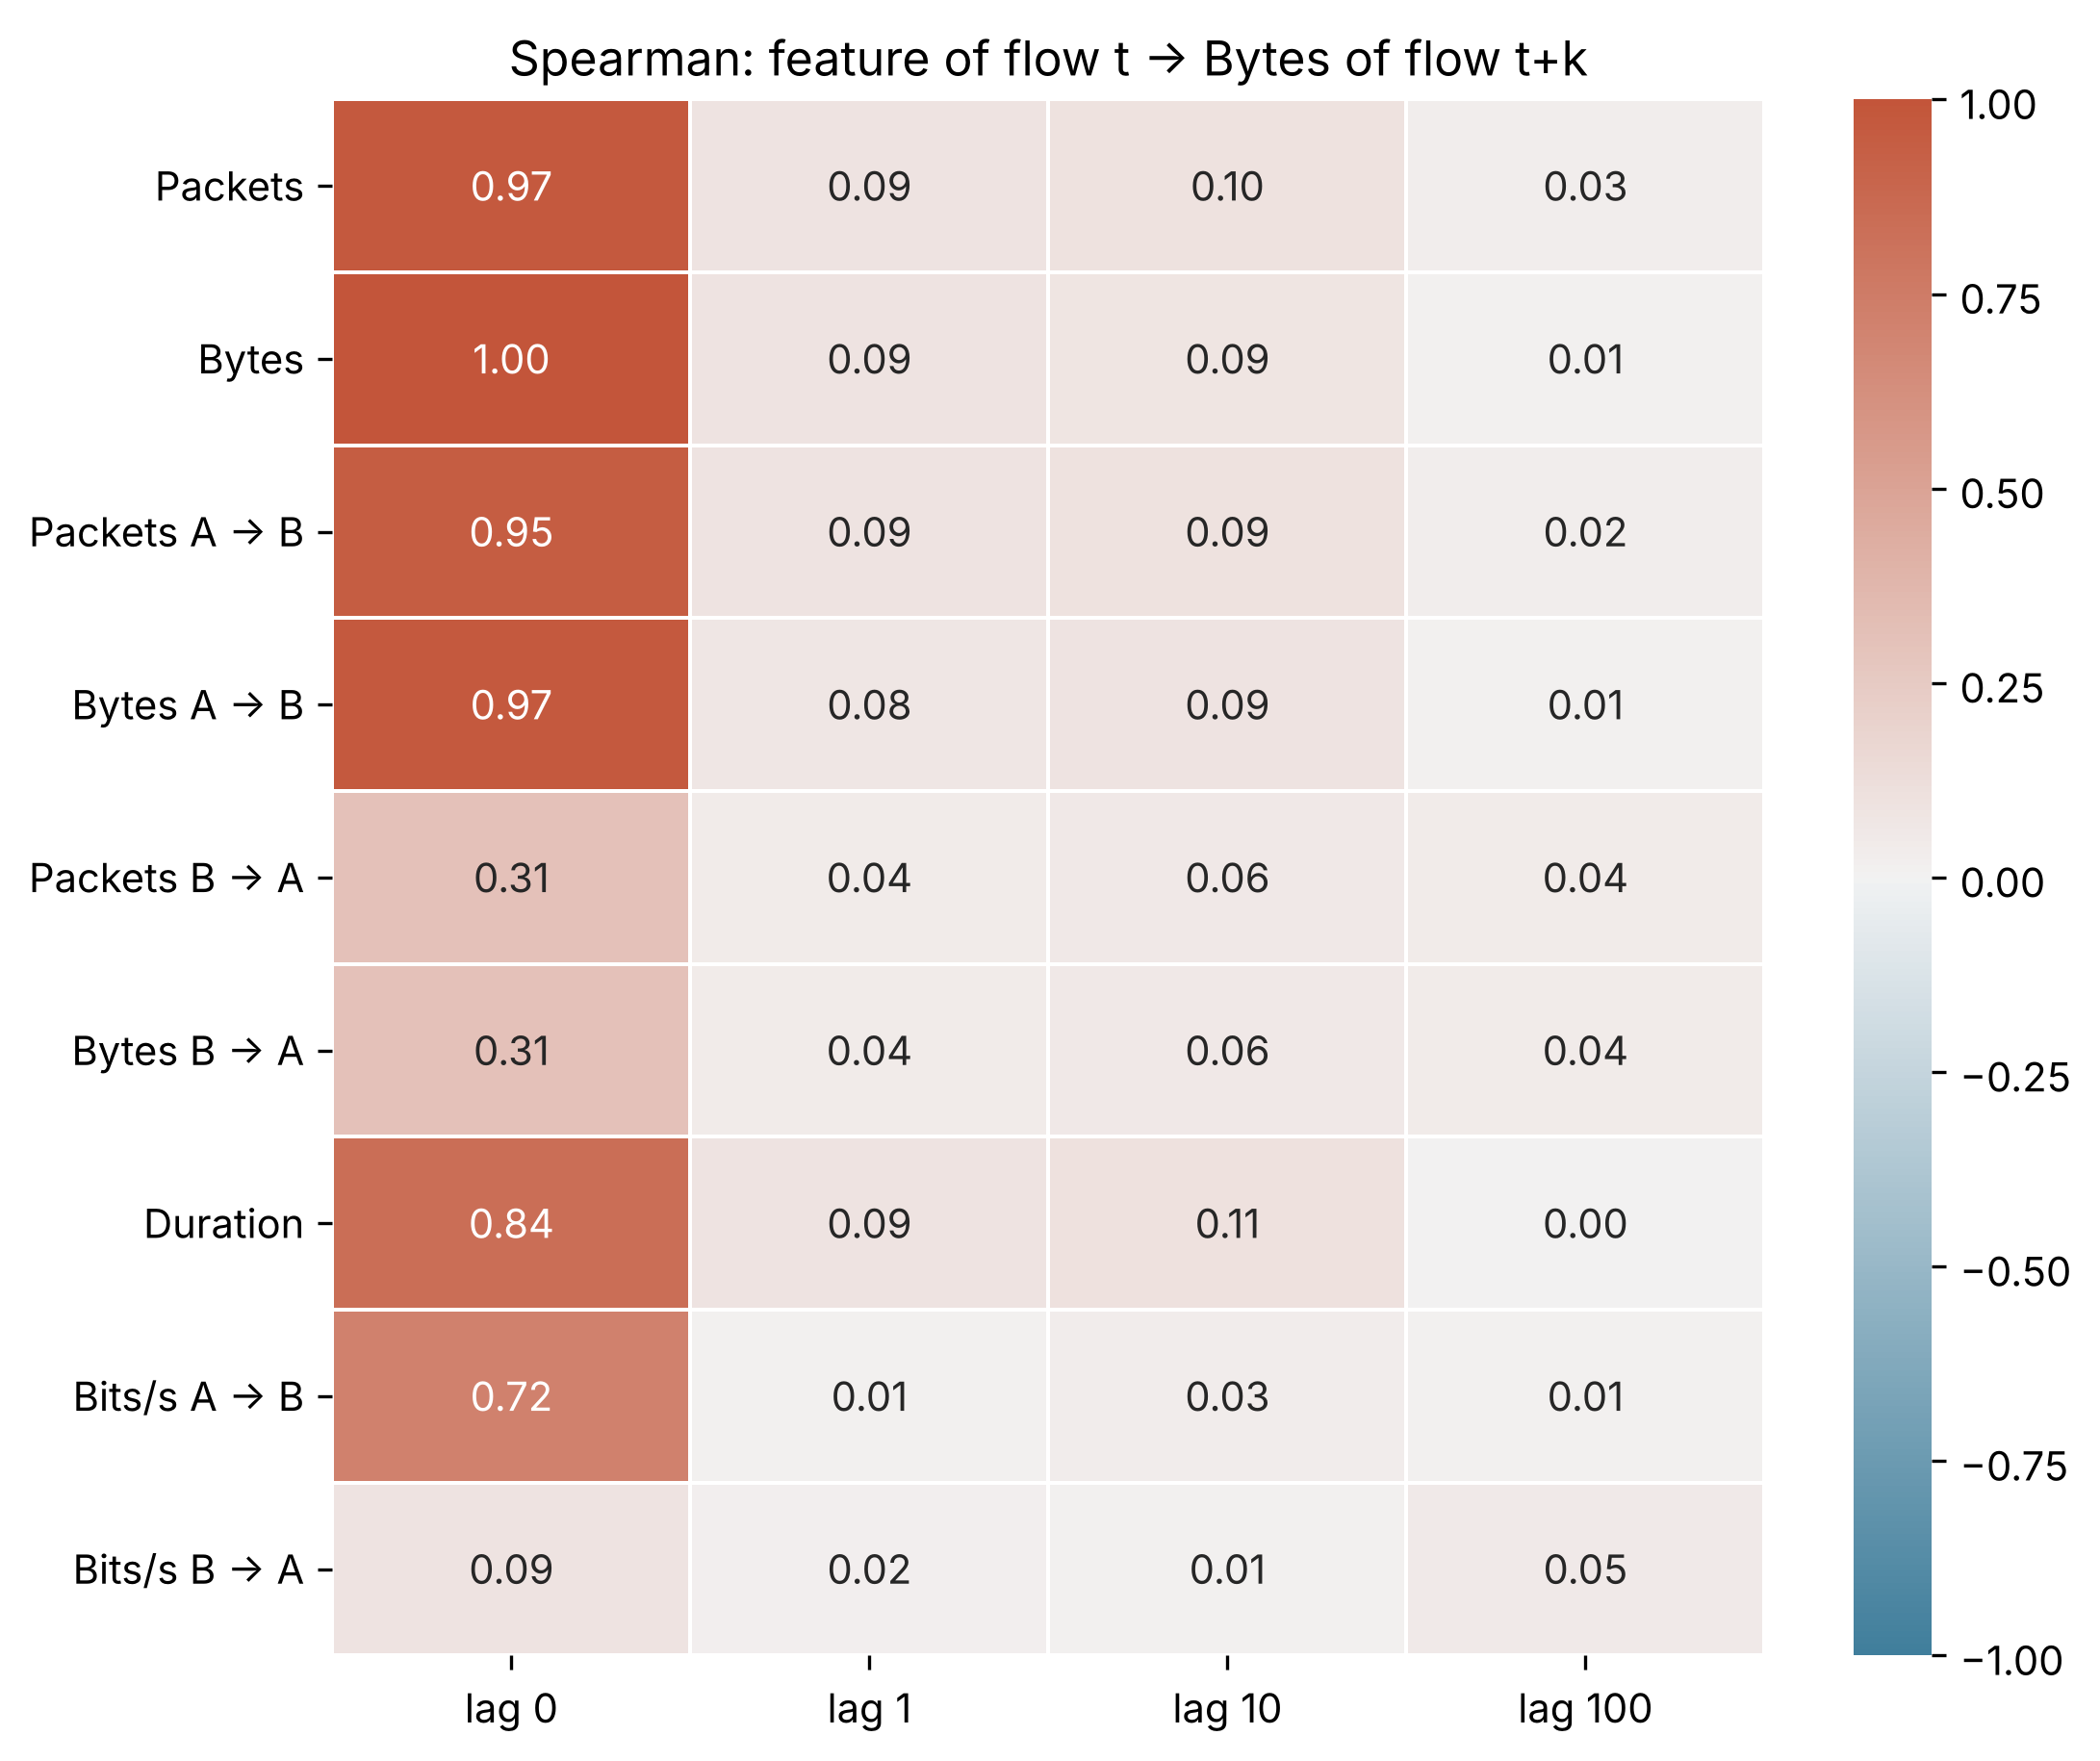 Spearman: feature of flow t → Bytes of flow t+k
Packets 0.97 0.09 0.10 0.03
Bytes 1.00 0.09 0.09 0.01
Packets A → B 0.95 0.09 0.09 0.02
Bytes A → B 0.97 0.08 0.09 0.01
Packets B → A 0.31 0.04 0.06 0.04
Bytes B → A 0.31 0.04 0.06 0.04
Duration 0.84 0.09 0.11 0.00
Bits/s A → B 0.72 0.01 0.03 0.01
Bits/s B → A 0.09 0.02 0.01 0.05
lag 0 lag 1 lag 10 lag 100
1.00
0.75
0.50
0.25
0.00
−0.25
−0.50
−0.75
−1.00